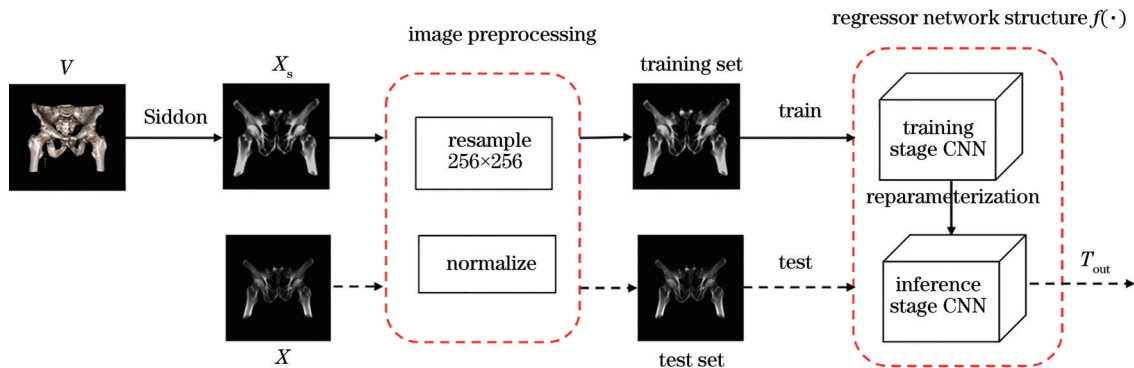 regressor network structure f(·)
image preprocessing
V
Xs
training set
Siddon
train
resample
256×256
training
stage CNN
reparameterization
normalize
test
Tout
inference
stage CNN
X
test set